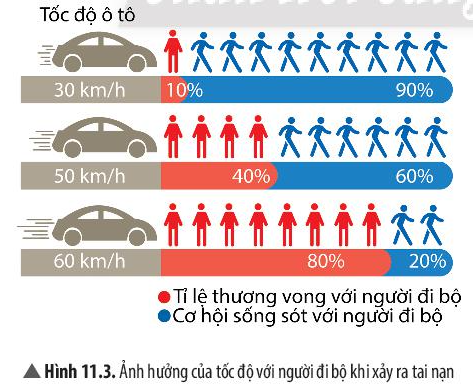 Tốc độ ô tô
30 km/h 10% 90%
50 km/h 40% 60%
60 km/h 80% 20%
Tỉ lệ thương vong với người đi bộ
Cơ hội sống sót với người đi bộ
▲ Hình 11.3. Ảnh hưởng của tốc độ với người đi bộ khi xảy ra tai nạn